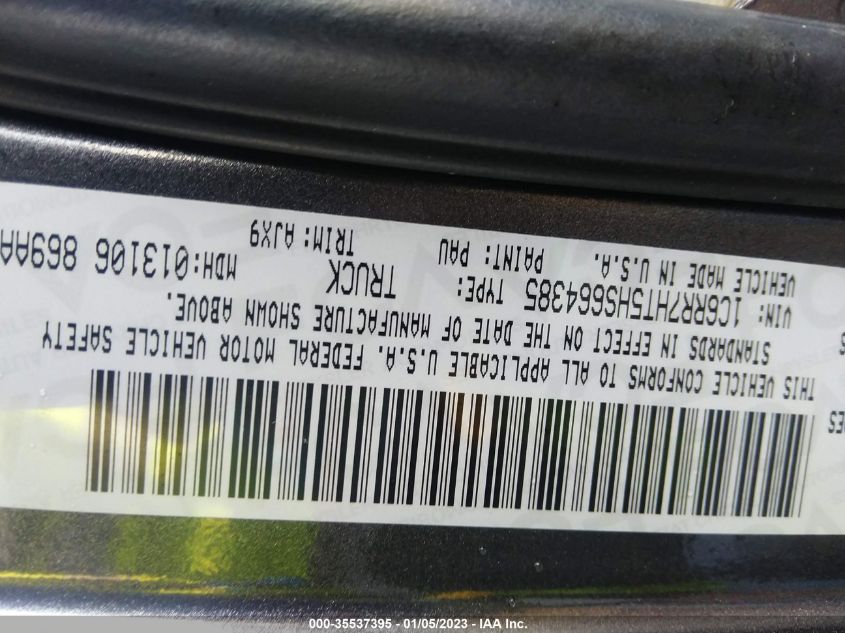 THIS VEHICLE CONFORMS TO ALL APPLICABLE U.S.A. FEDERAL MOTOR VEHICLE SAFETY
STANDARDS IN EFFECT ON THE DATE OF MANUFACTURE SHOWN ABOVE.
VIN: 1C6RR7HT5HS664385 TYPE: TRUCK MDH:013106 869AA
VEHICLE MADE IN U.S.A. PAINT: PAU TRIM: AJX9
000-35537395 - 01/05/2023 - IAA Inc.